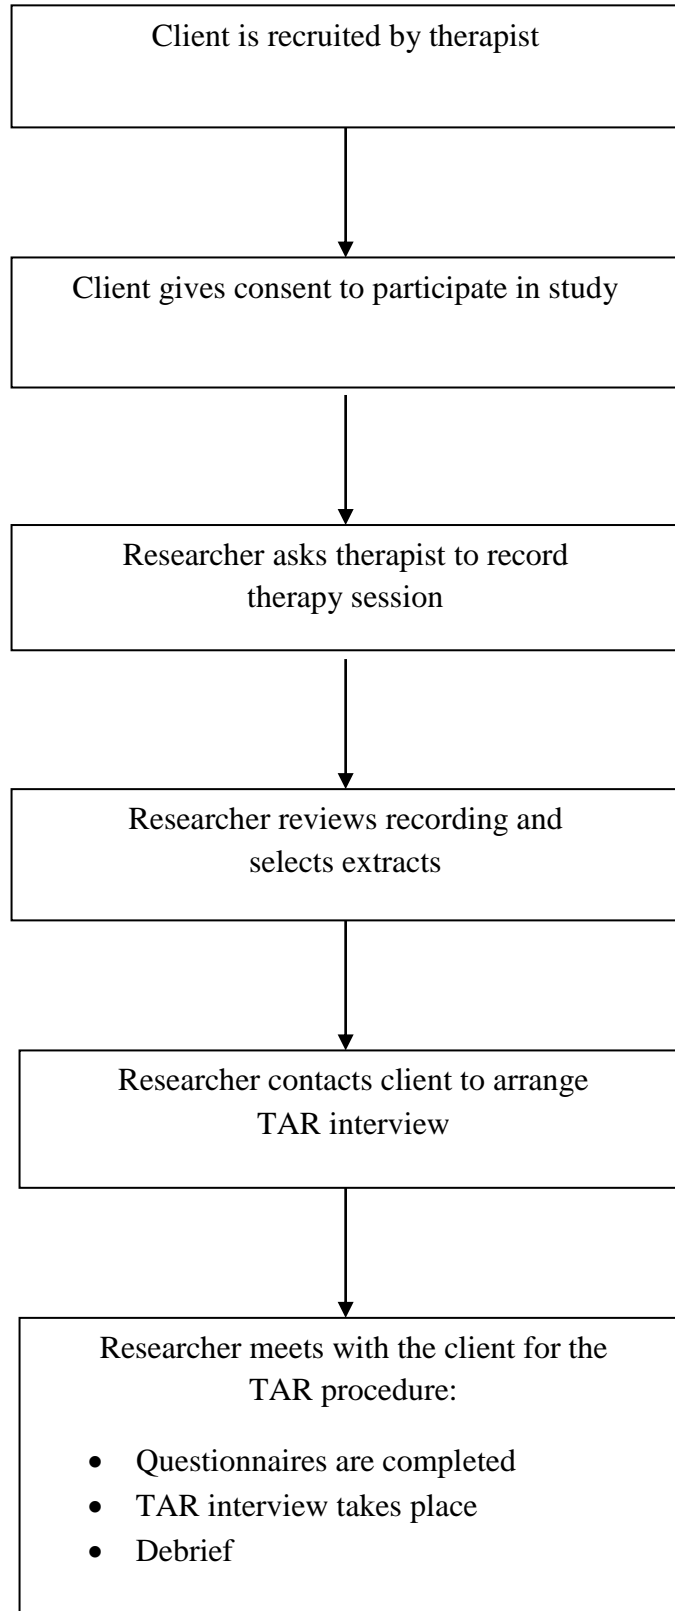 Client is recruited by therapist
Client gives consent to participate in study
Researcher asks therapist to record
therapy session
Researcher reviews recording and
selects extracts
Researcher contacts client to arrange
TAR interview
Researcher meets with the client for the
TAR procedure:
• Questionnaires are completed
• TAR interview takes place
• Debrief